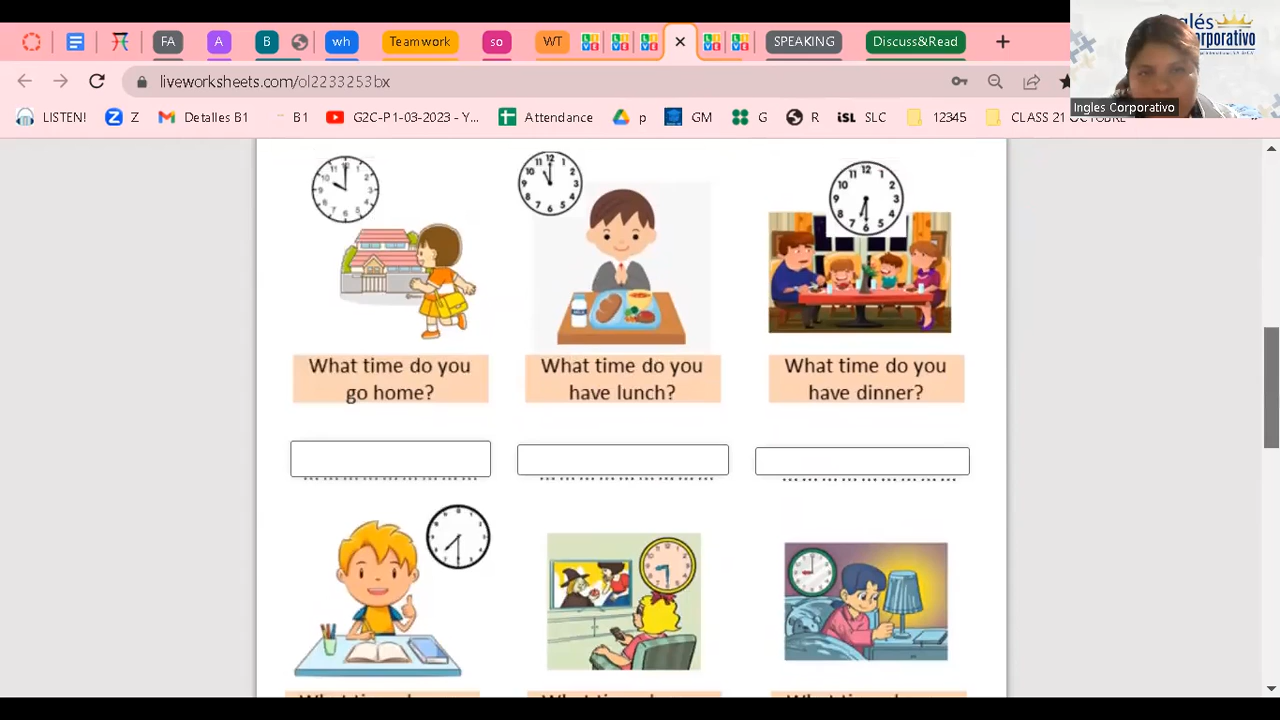 FA
A
B
wh
Teamwork
so
WT
SPEAKING
Discuss&Read
Ingles Corporativo
liveworksheets.com/ol2233253bx
LISTEN!
Z
Detalles B1
B1
G2C-P1-03-2023 - Y...
Attendance
p
GM
G
R
iSL
SLC
12345
CLASS 21 OCTUBRE
What time do you
go home?
What time do you
have lunch?
What time do you
have dinner?